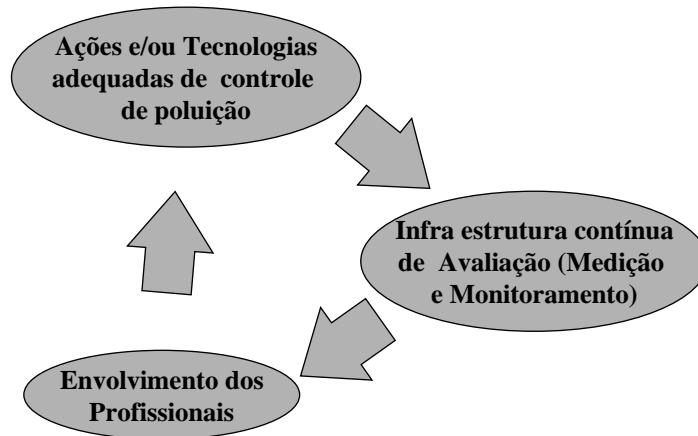 Ações e/ou Tecnologias
adequadas de controle
de poluição
Infra estrutura contínua
de Avaliação (Medição
e Monitoramento)
Envolvimento dos
Profissionais